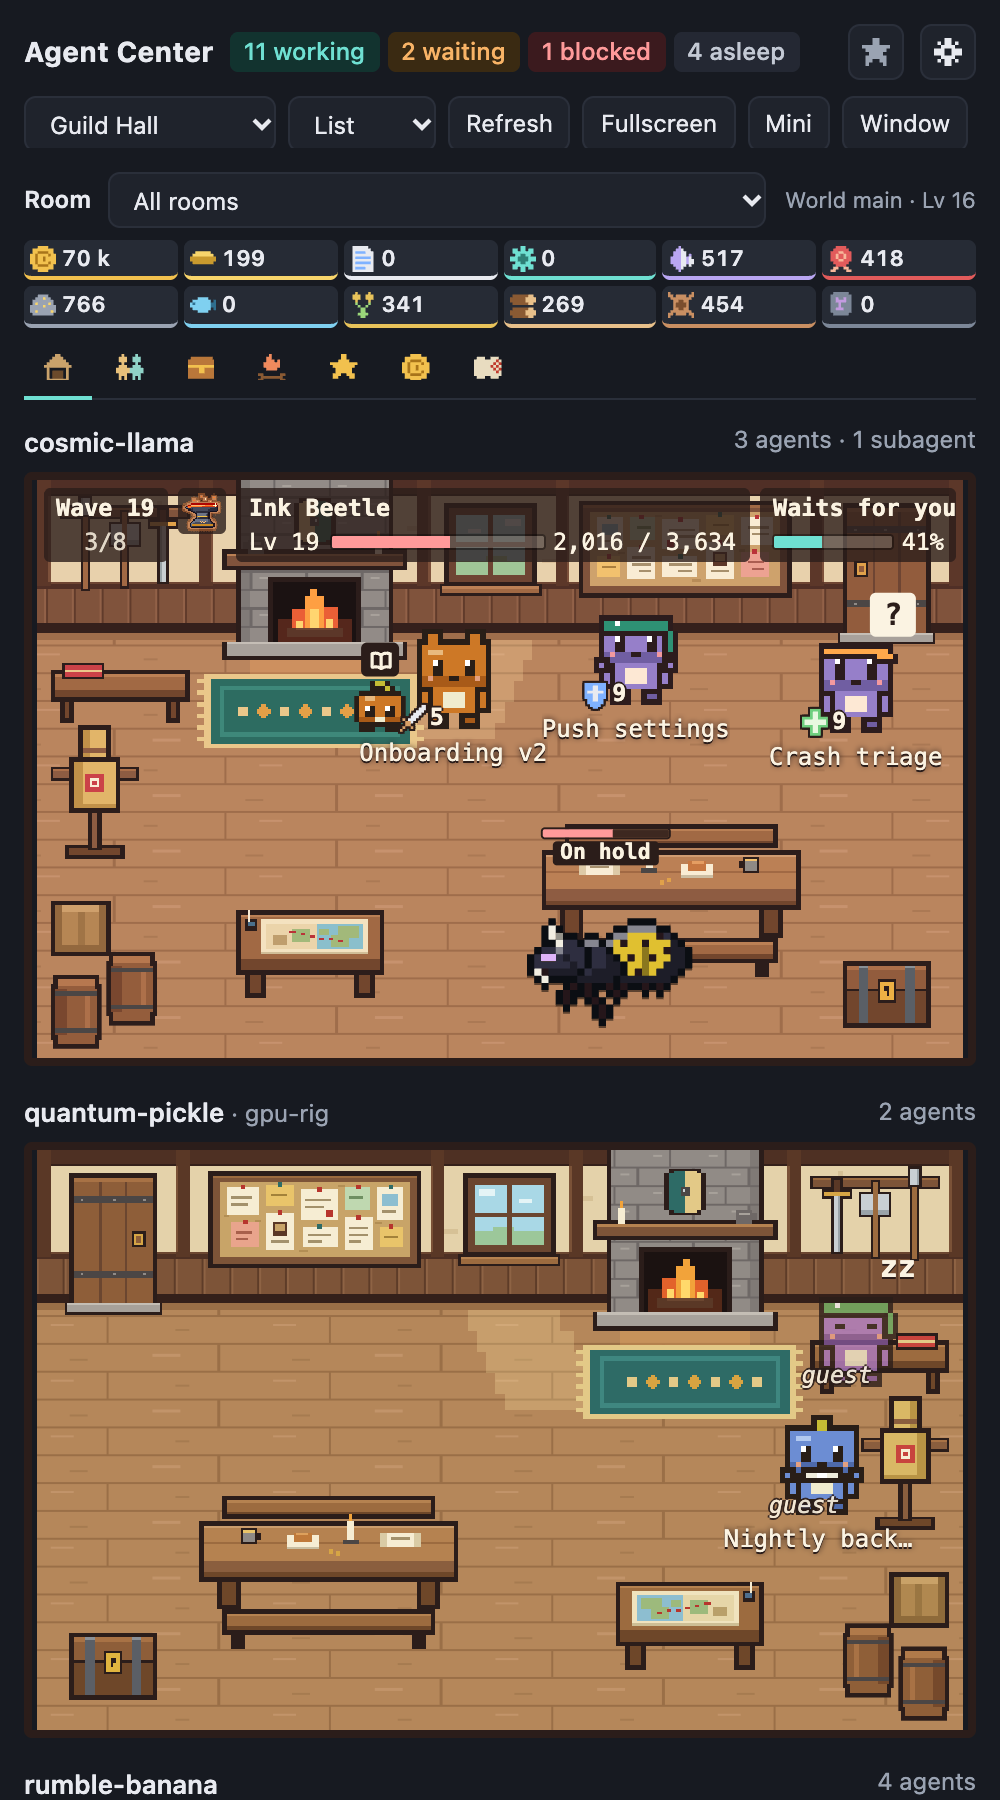 Agent Center
11 working
2 waiting
1 blocked
4 asleep
Guild Hall
List
Refresh
Fullscreen
Mini
Window
Room
All rooms
World main · Lv 16
70 k
199
0
0
517
418
766
0
341
269
454
0
cosmic-llama
3 agents · 1 subagent
Wave 19
3/8
Ink Beetle
Lv 19
2,016 / 3,634
Waits for you
41%
?
5
Onboarding v2
9
Push settings
9
Crash triage
On hold
quantum-pickle · gpu-rig
2 agents
zz
guest
guest
Nightly back…
rumble-banana
4 agents